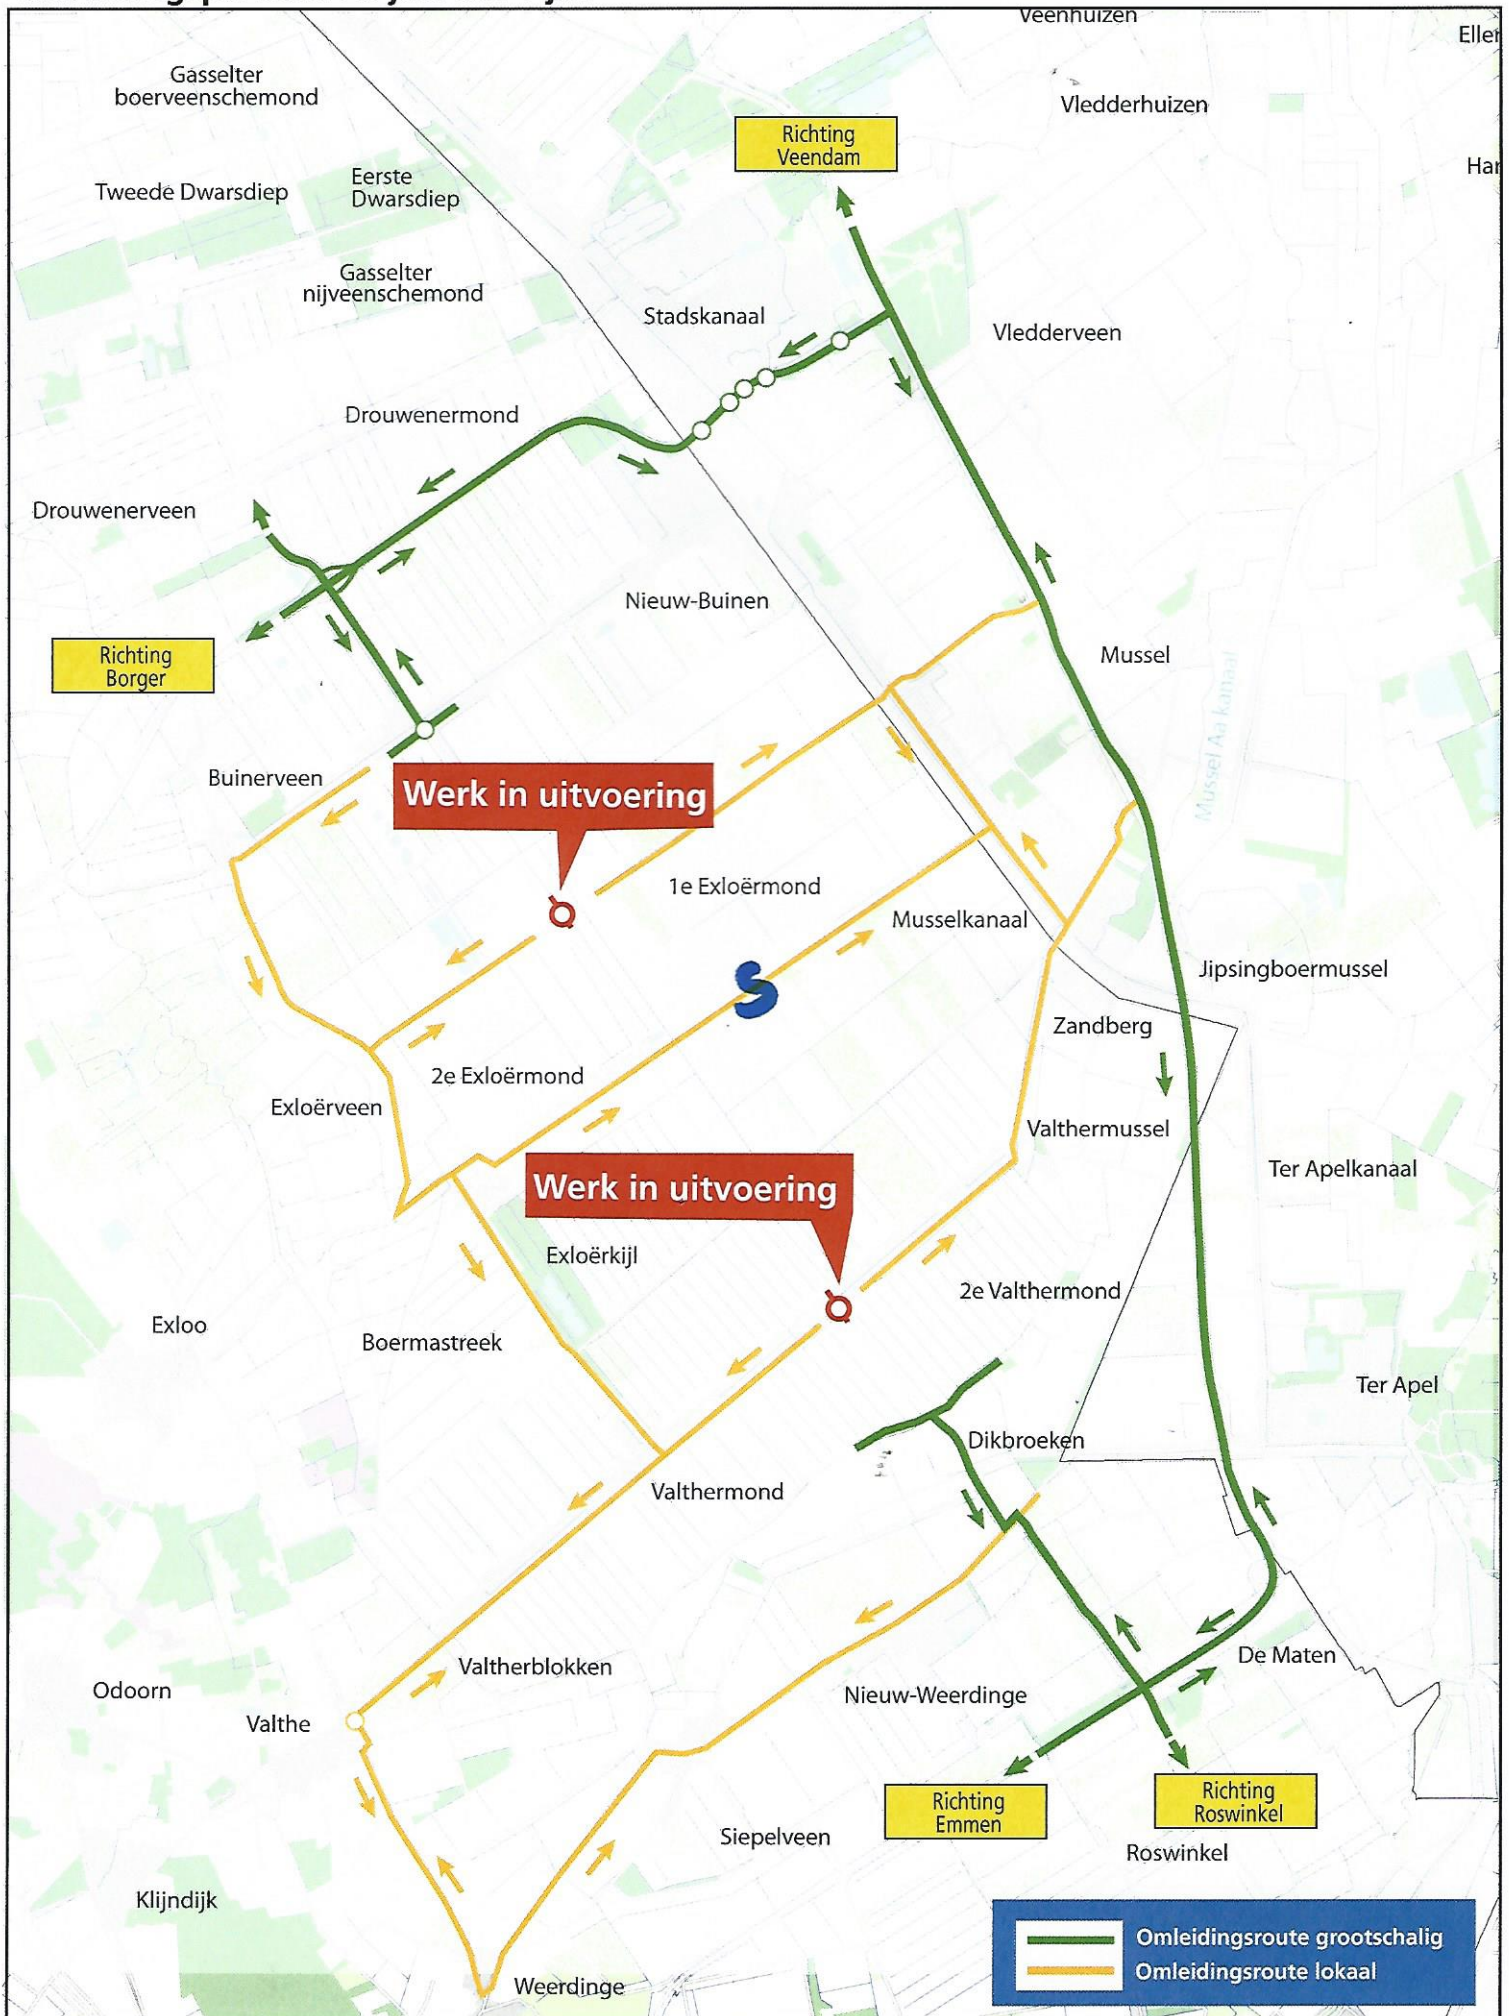 Veenhuizen
Gasselter
boerveenschemond
Vledderhuizen
Richting
Veendam
Tweede Dwarsdiep
Eerste
Dwarsdiep
Gasselter
nijveenschemond
Stadskanaal
Vledderveen
Drouwenermond
Drouwenerveen
Nieuw-Buinen
Richting
Borger
Mussel
Mussel Aa kanaal
Buinerveen
Werk in uitvoering
1e Exloërmond
Musselkanaal
Jipsingboermussel
S
Zandberg
2e Exloërmond
Exloërveen
Valthermussel
Ter Apelkanaal
Werk in uitvoering
Exloërkijl
2e Valthermond
Exloo
Boermastreek
Ter Apel
Dikbroeken
Valthermond
De Maten
Valtherblokken
Odoorn
Nieuw-Weerdinge
Valthe
Richting
Emmen
Richting
Roswinkel
Siepelveen
Roswinkel
Klijndijk
Weerdinge
Omleidingsroute grootschalig
Omleidingsroute lokaal